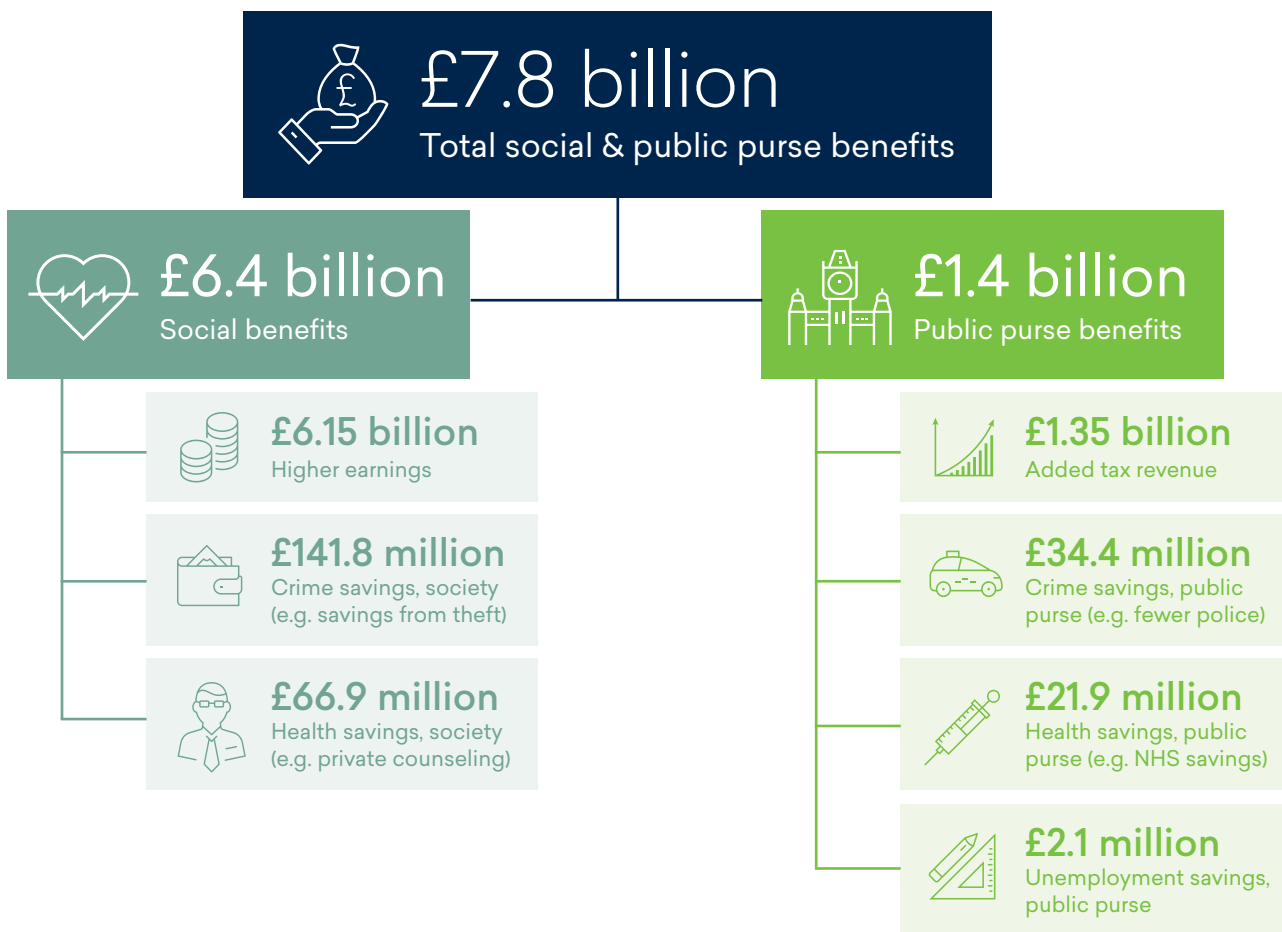 £
£7.8 billion
Total social & public purse benefits
£6.4 billion
Social benefits
£6.15 billion
Higher earnings
£141.8 million
Crime savings, society
(e.g. savings from theft)
£66.9 million
Health savings, society
(e.g. private counseling)
£1.4 billion
Public purse benefits
£1.35 billion
Added tax revenue
£34.4 million
Crime savings, public
purse (e.g. fewer police)
£21.9 million
Health savings, public
purse (e.g. NHS savings)
£2.1 million
Unemployment savings,
public purse